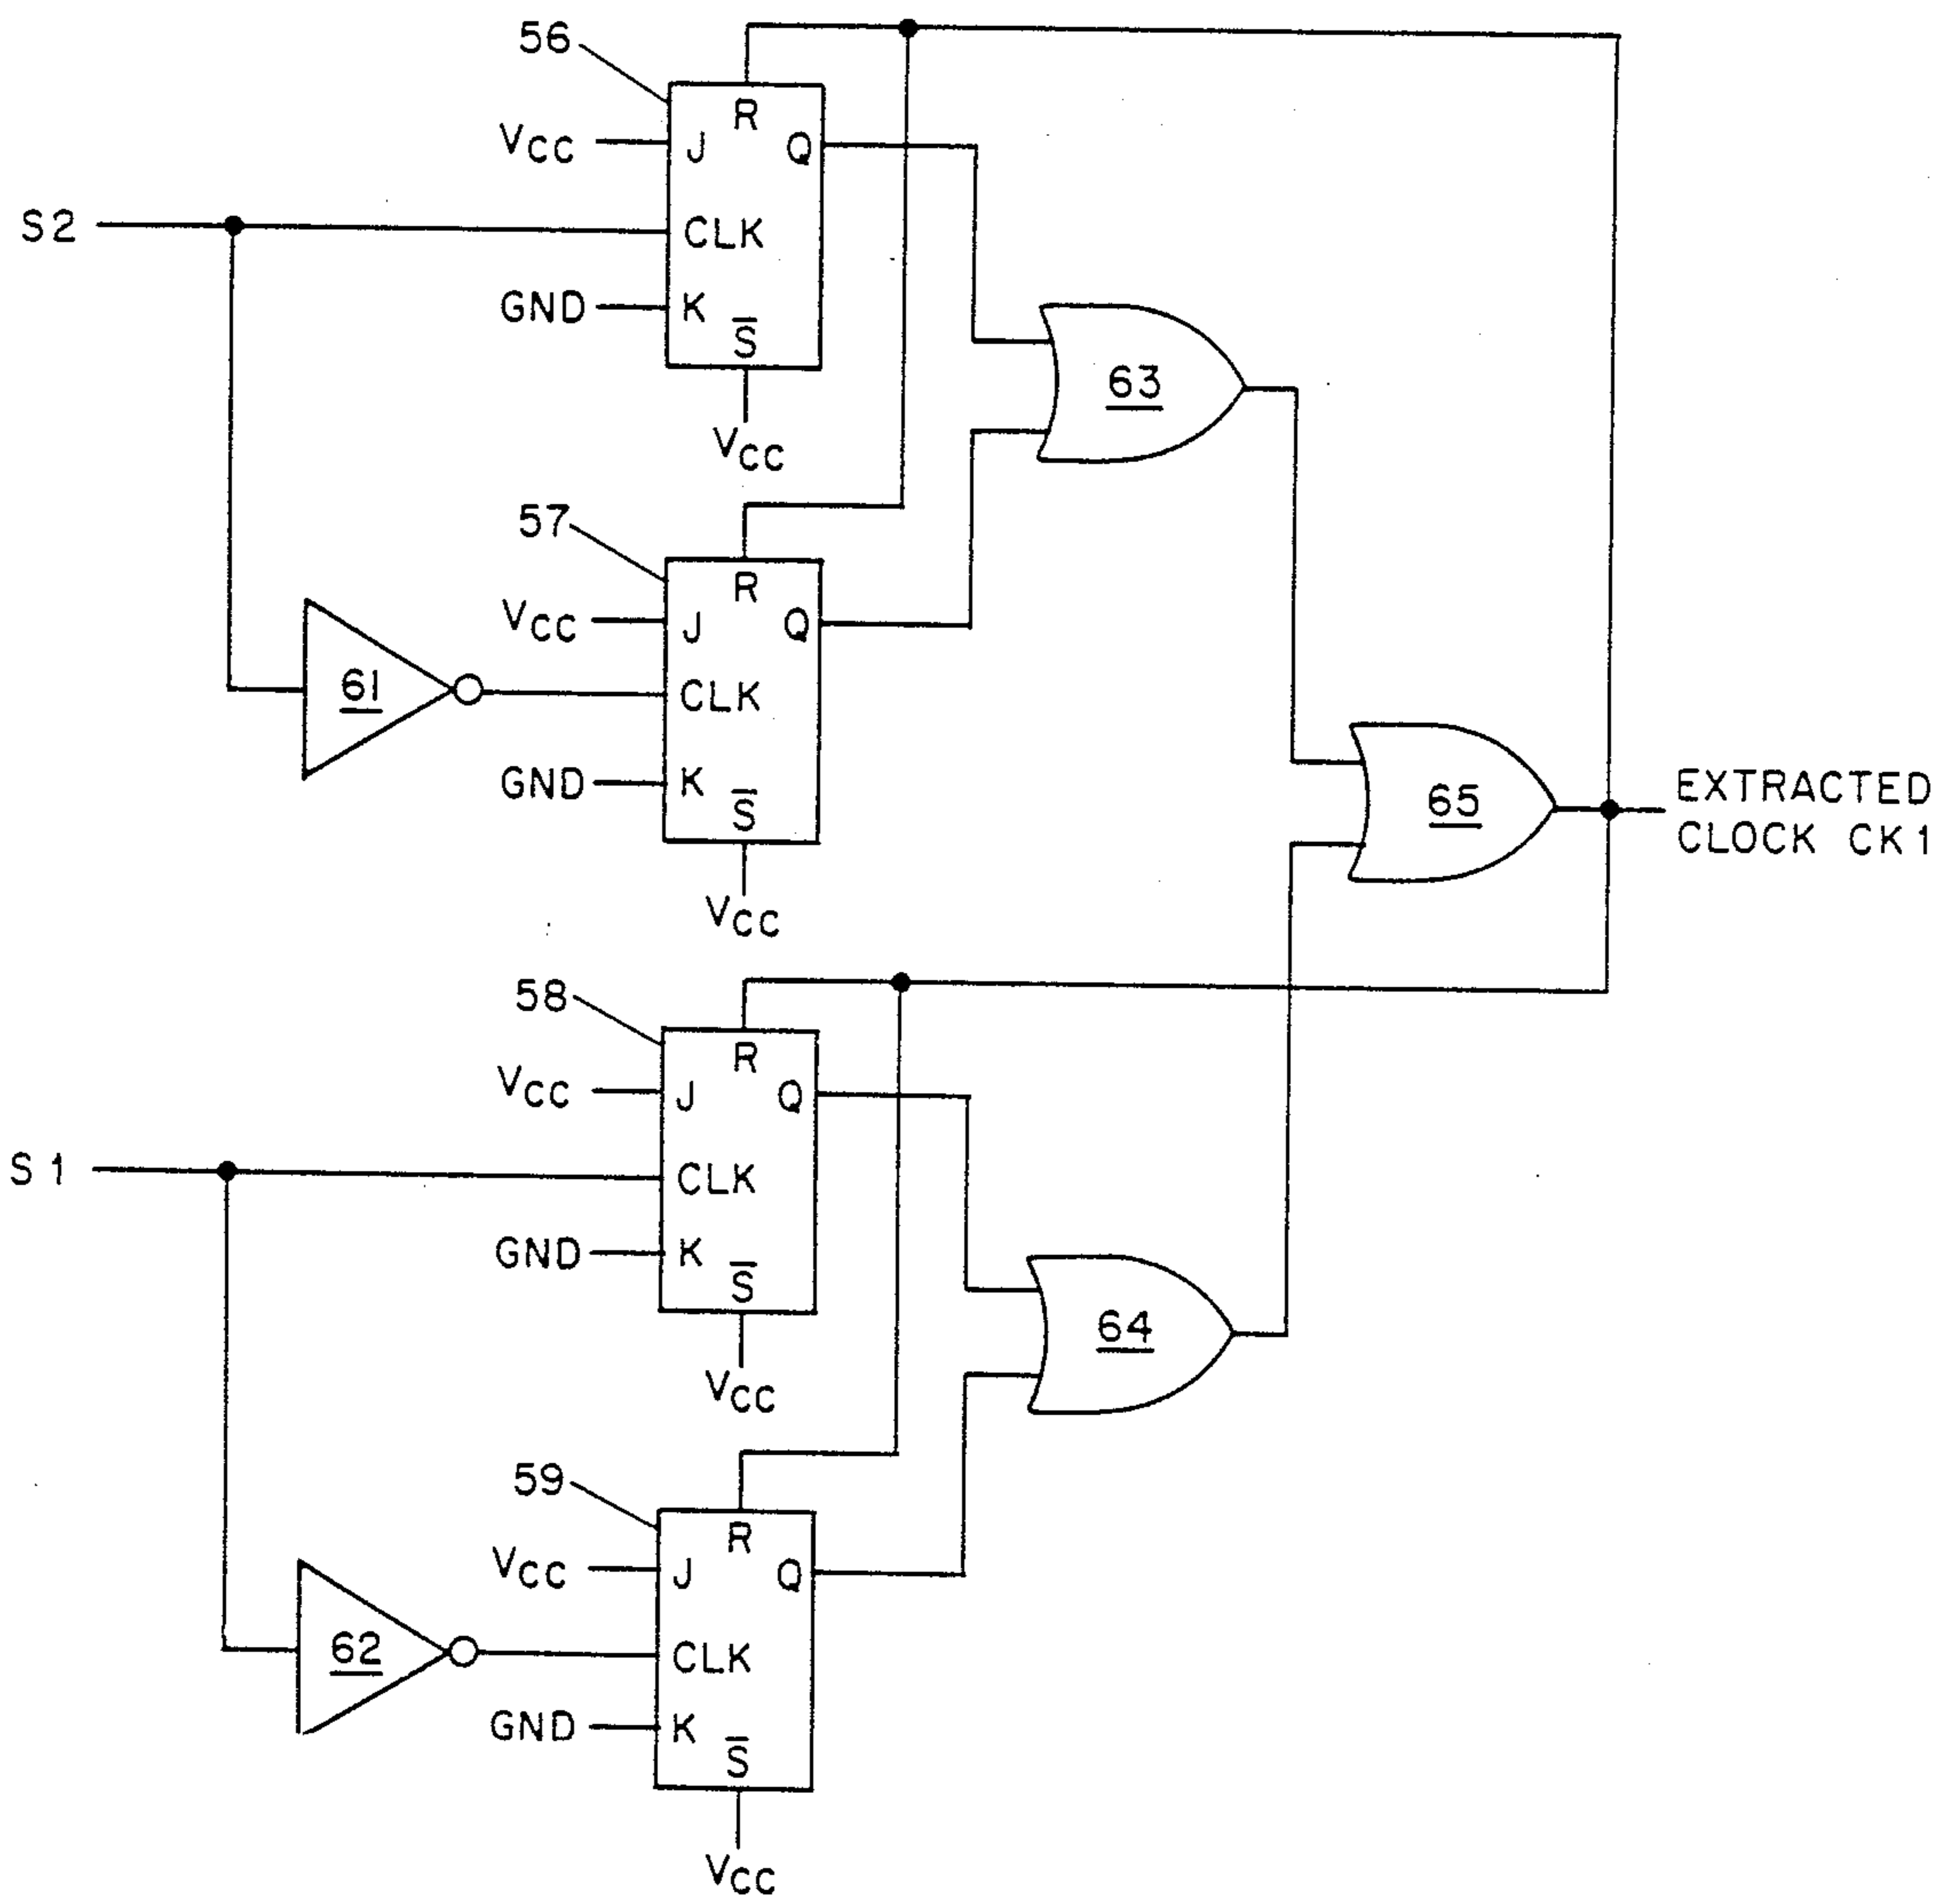 56
R
VCC
J
Q
S2
CLK
GND
K
S̅
VCC
63
57
R
VCC
J
Q
61
CLK
GND
K
S̅
VCC
65
EXTRACTED
CLOCK CK1
58
R
VCC
J
Q
S1
CLK
GND
K
S̅
VCC
64
59
R
VCC
J
Q
62
CLK
GND
K
S̅
VCC